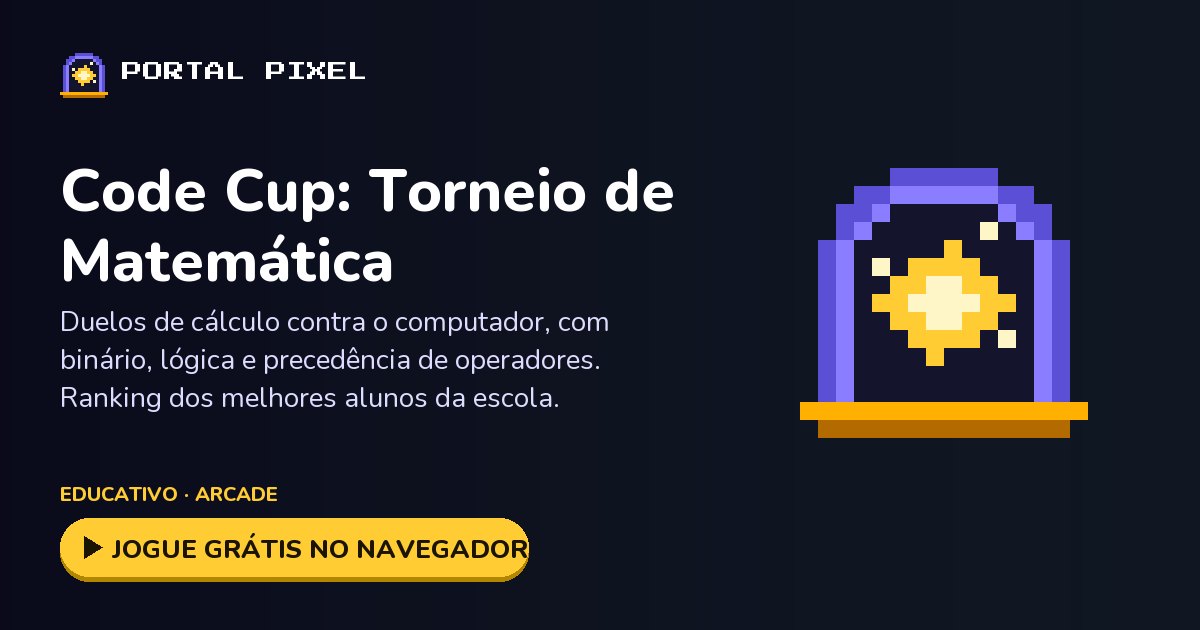 PORTAL PIXEL
Code Cup: Torneio de
Matemática
Duelos de cálculo contra o computador, com
binário, lógica e precedência de operadores.
Ranking dos melhores alunos da escola.
EDUCATIVO · ARCADE
JOGUE GRÁTIS NO NAVEGADOR